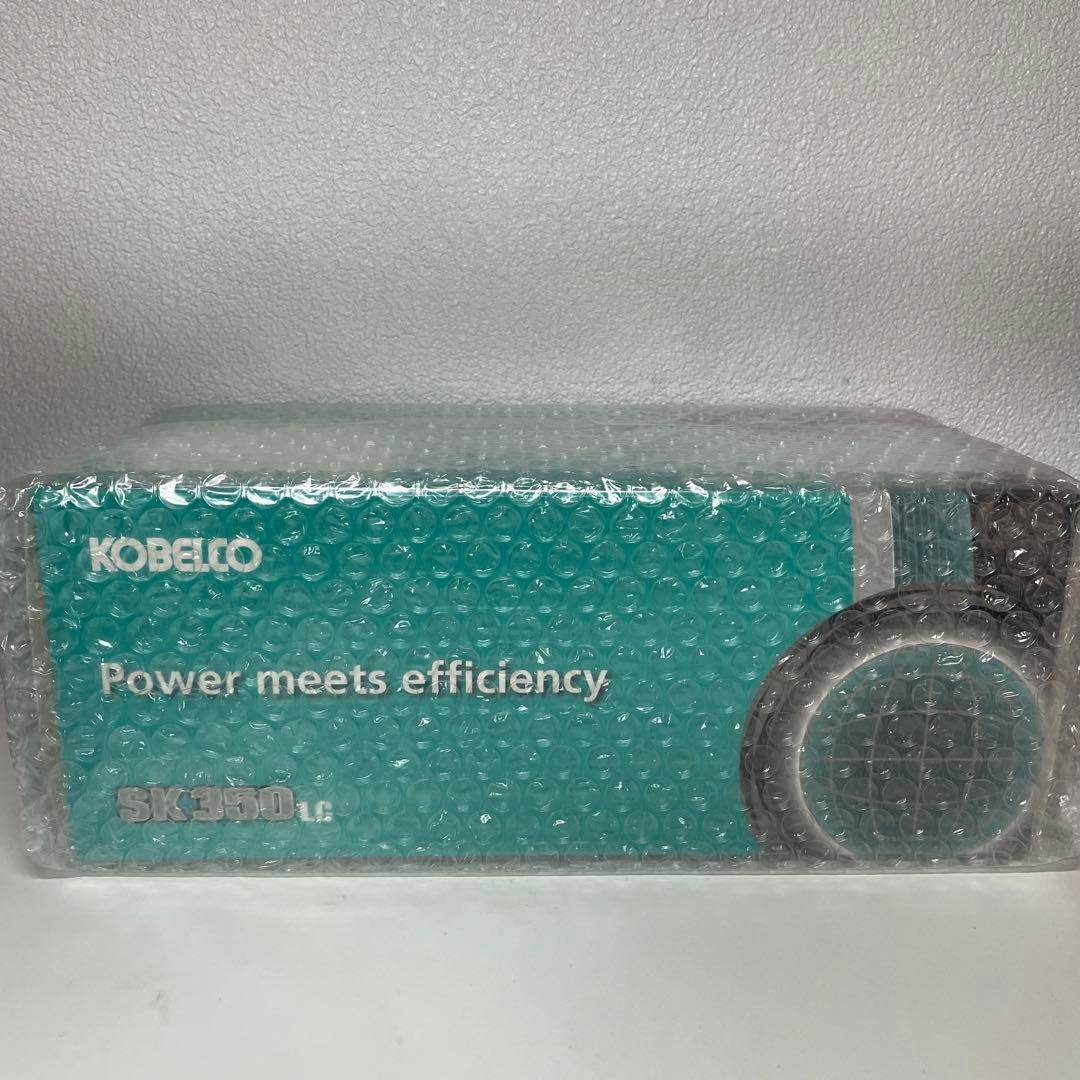 KOBELCO
Power meets efficiency
SK350LC